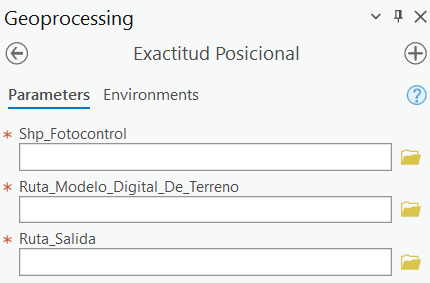 Geoprocessing
Exactitud Posicional
Parameters Environments
* Shp_Fotocontrol
* Ruta_Modelo_Digital_De_Terreno
* Ruta_Salida